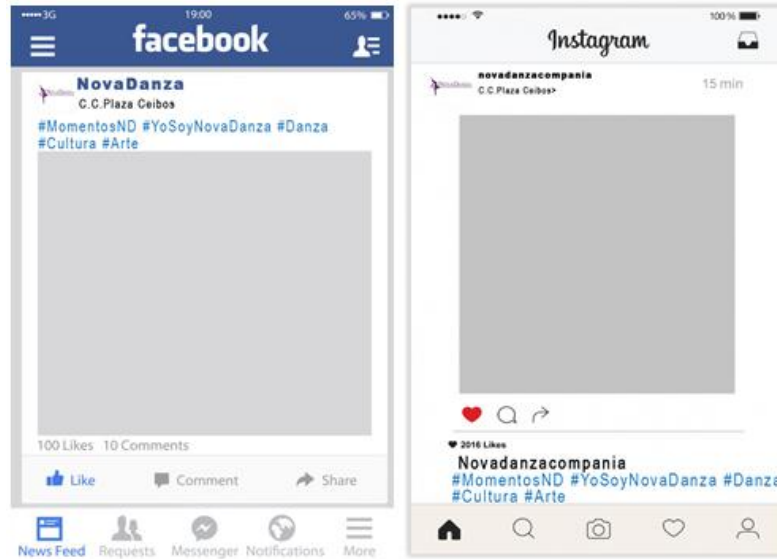 3G 19:00 65%
facebook
NovaDanza
C.C.Plaza Ceibos
#MomentosND #YoSoyNovaDanza #Danza
#Cultura #Arte
100 Likes 10 Comments
Like Comment Share
News Feed Requests Messenger Notifications More
100%
Instagram
novadanzacompania
C.C.Plaza Ceibos>
15 min
2016 Likes
Novadanzacompania
#MomentosND #YoSoyNovaDanza #Danza
#Cultura #Arte